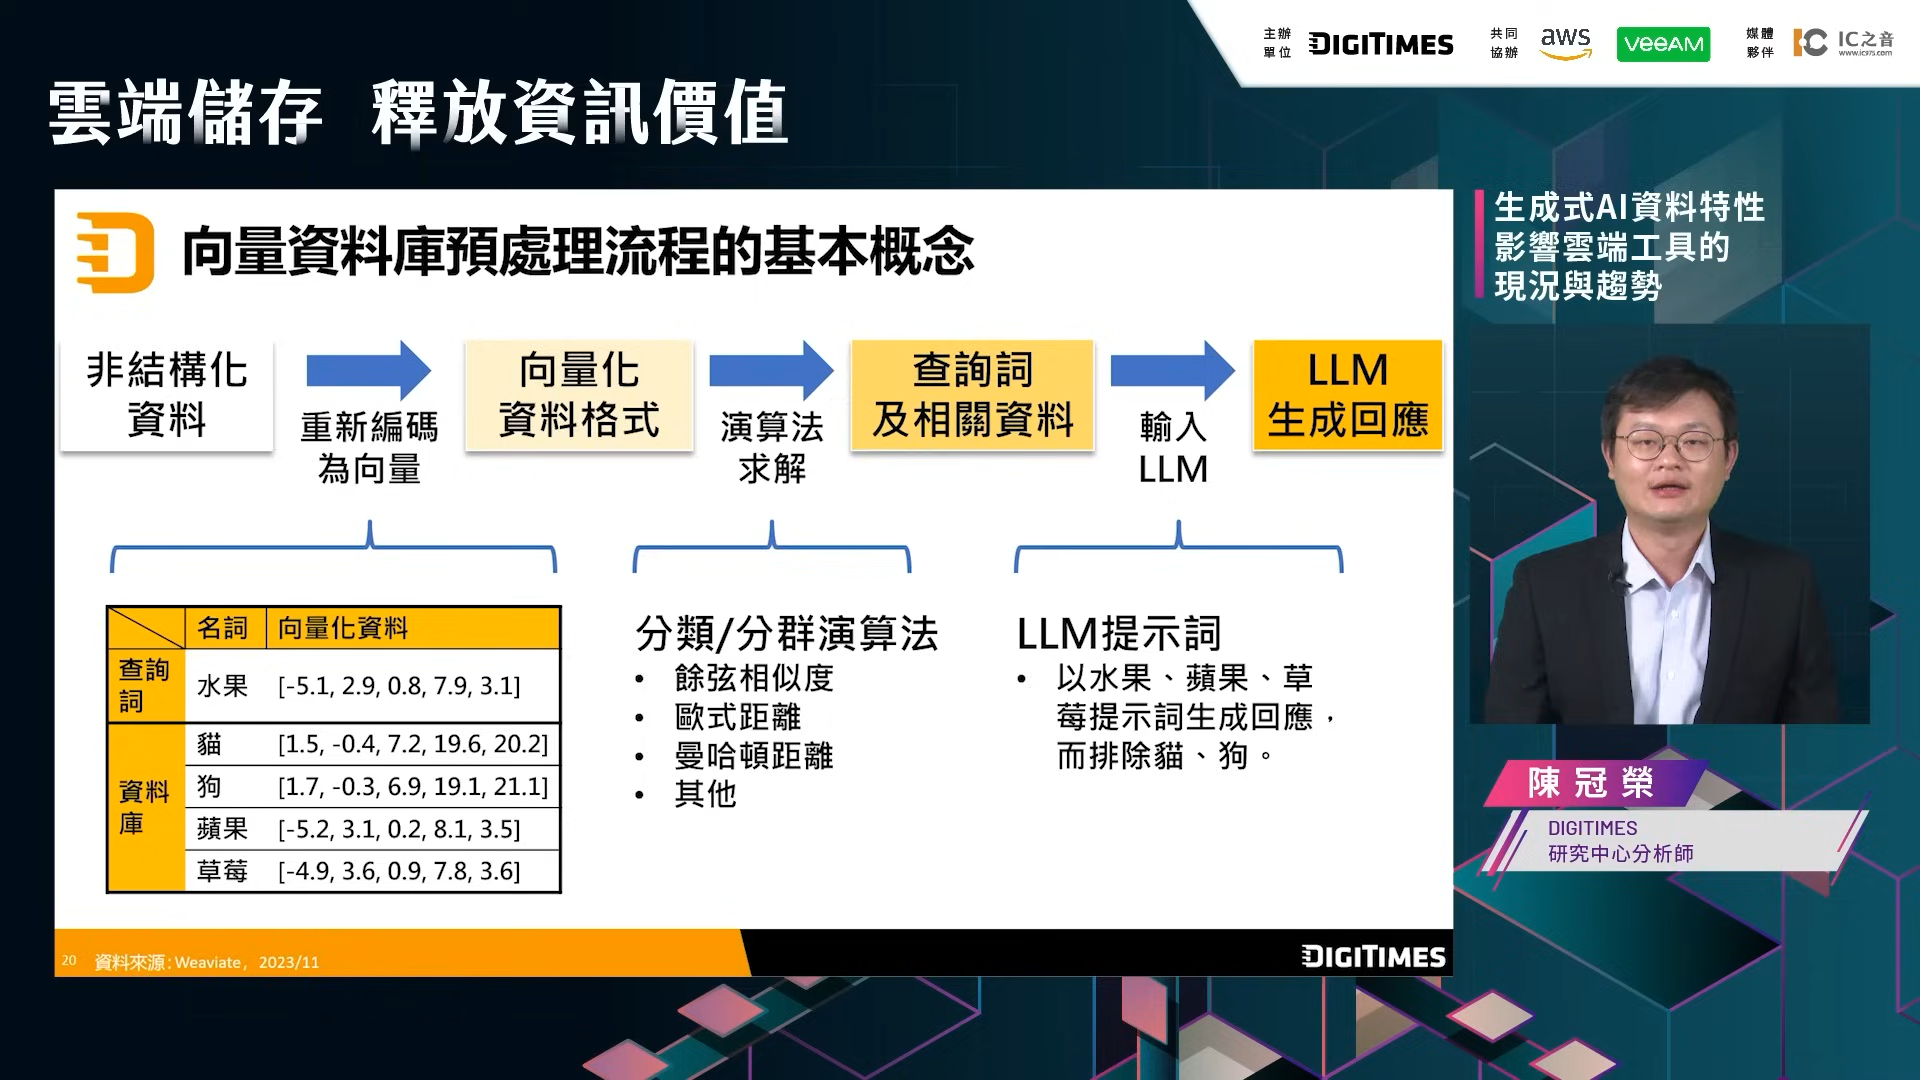 主辦
單位
DIGITIMES
共同
協辦
aws
veeAM
媒體
夥伴
IC之音
www.ic975.com
雲端儲存 釋放資訊價值
向量資料庫預處理流程的基本概念
非結構化
資料
重新編碼
為向量
向量化
資料格式
演算法
求解
查詢詞
及相關資料
輸入
LLM
LLM
生成回應
名詞 向量化資料
查詢
詞
水果 [-5.1, 2.9, 0.8, 7.9, 3.1]
資料
庫
貓 [1.5, -0.4, 7.2, 19.6, 20.2]
狗 [1.7, -0.3, 6.9, 19.1, 21.1]
蘋果 [-5.2, 3.1, 0.2, 8.1, 3.5]
草莓 [-4.9, 3.6, 0.9, 7.8, 3.6]
分類/分群演算法
• 餘弦相似度
• 歐式距離
• 曼哈頓距離
• 其他
LLM提示詞
• 以水果、蘋果、草
莓提示詞生成回應，
而排除貓、狗。
20 資料來源：Weaviate，2023/11
DIGITIMES
生成式AI資料特性
影響雲端工具的
現況與趨勢
陳冠榮
DIGITIMES
研究中心分析師